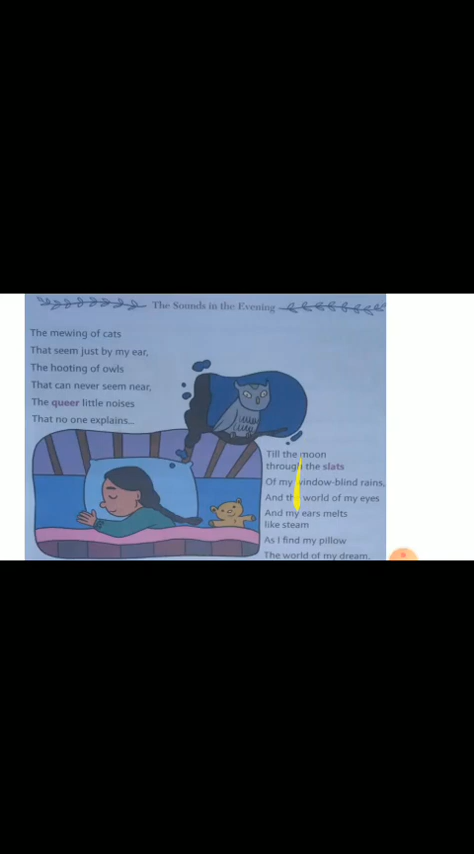 The Sounds in the Evening
The mewing of cats
That seem just by my ear,
The hooting of owls
That can never seem near,
The queer little noises
That no one explains...
Till the moon
through the slats
Of my window-blind rains,
And the world of my eyes
And my ears melts
like steam
As I find my pillow
The world of my dream.